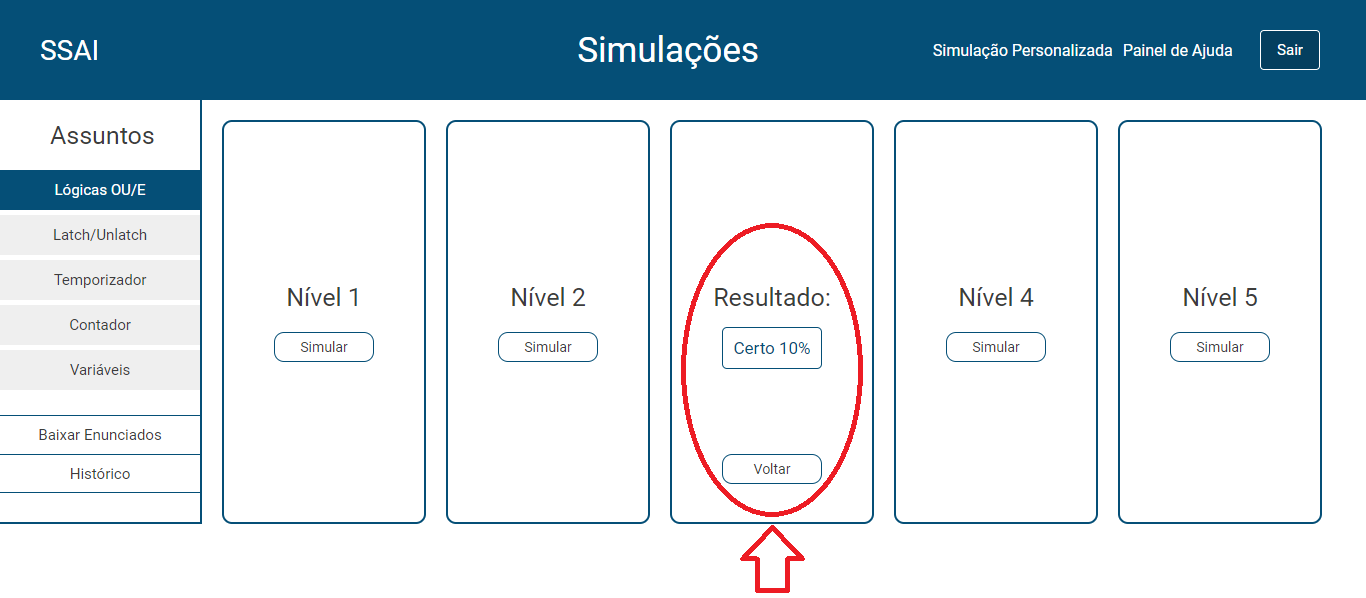 SSAI
Simulações
Simulação Personalizada Painel de Ajuda Sair
Assuntos
Lógicas OU/E
Latch/Unlatch
Temporizador
Contador
Variáveis
Baixar Enunciados
Histórico
Nível 1
Simular
Nível 2
Simular
Resultado:
Certo 10%
Voltar
Nível 4
Simular
Nível 5
Simular